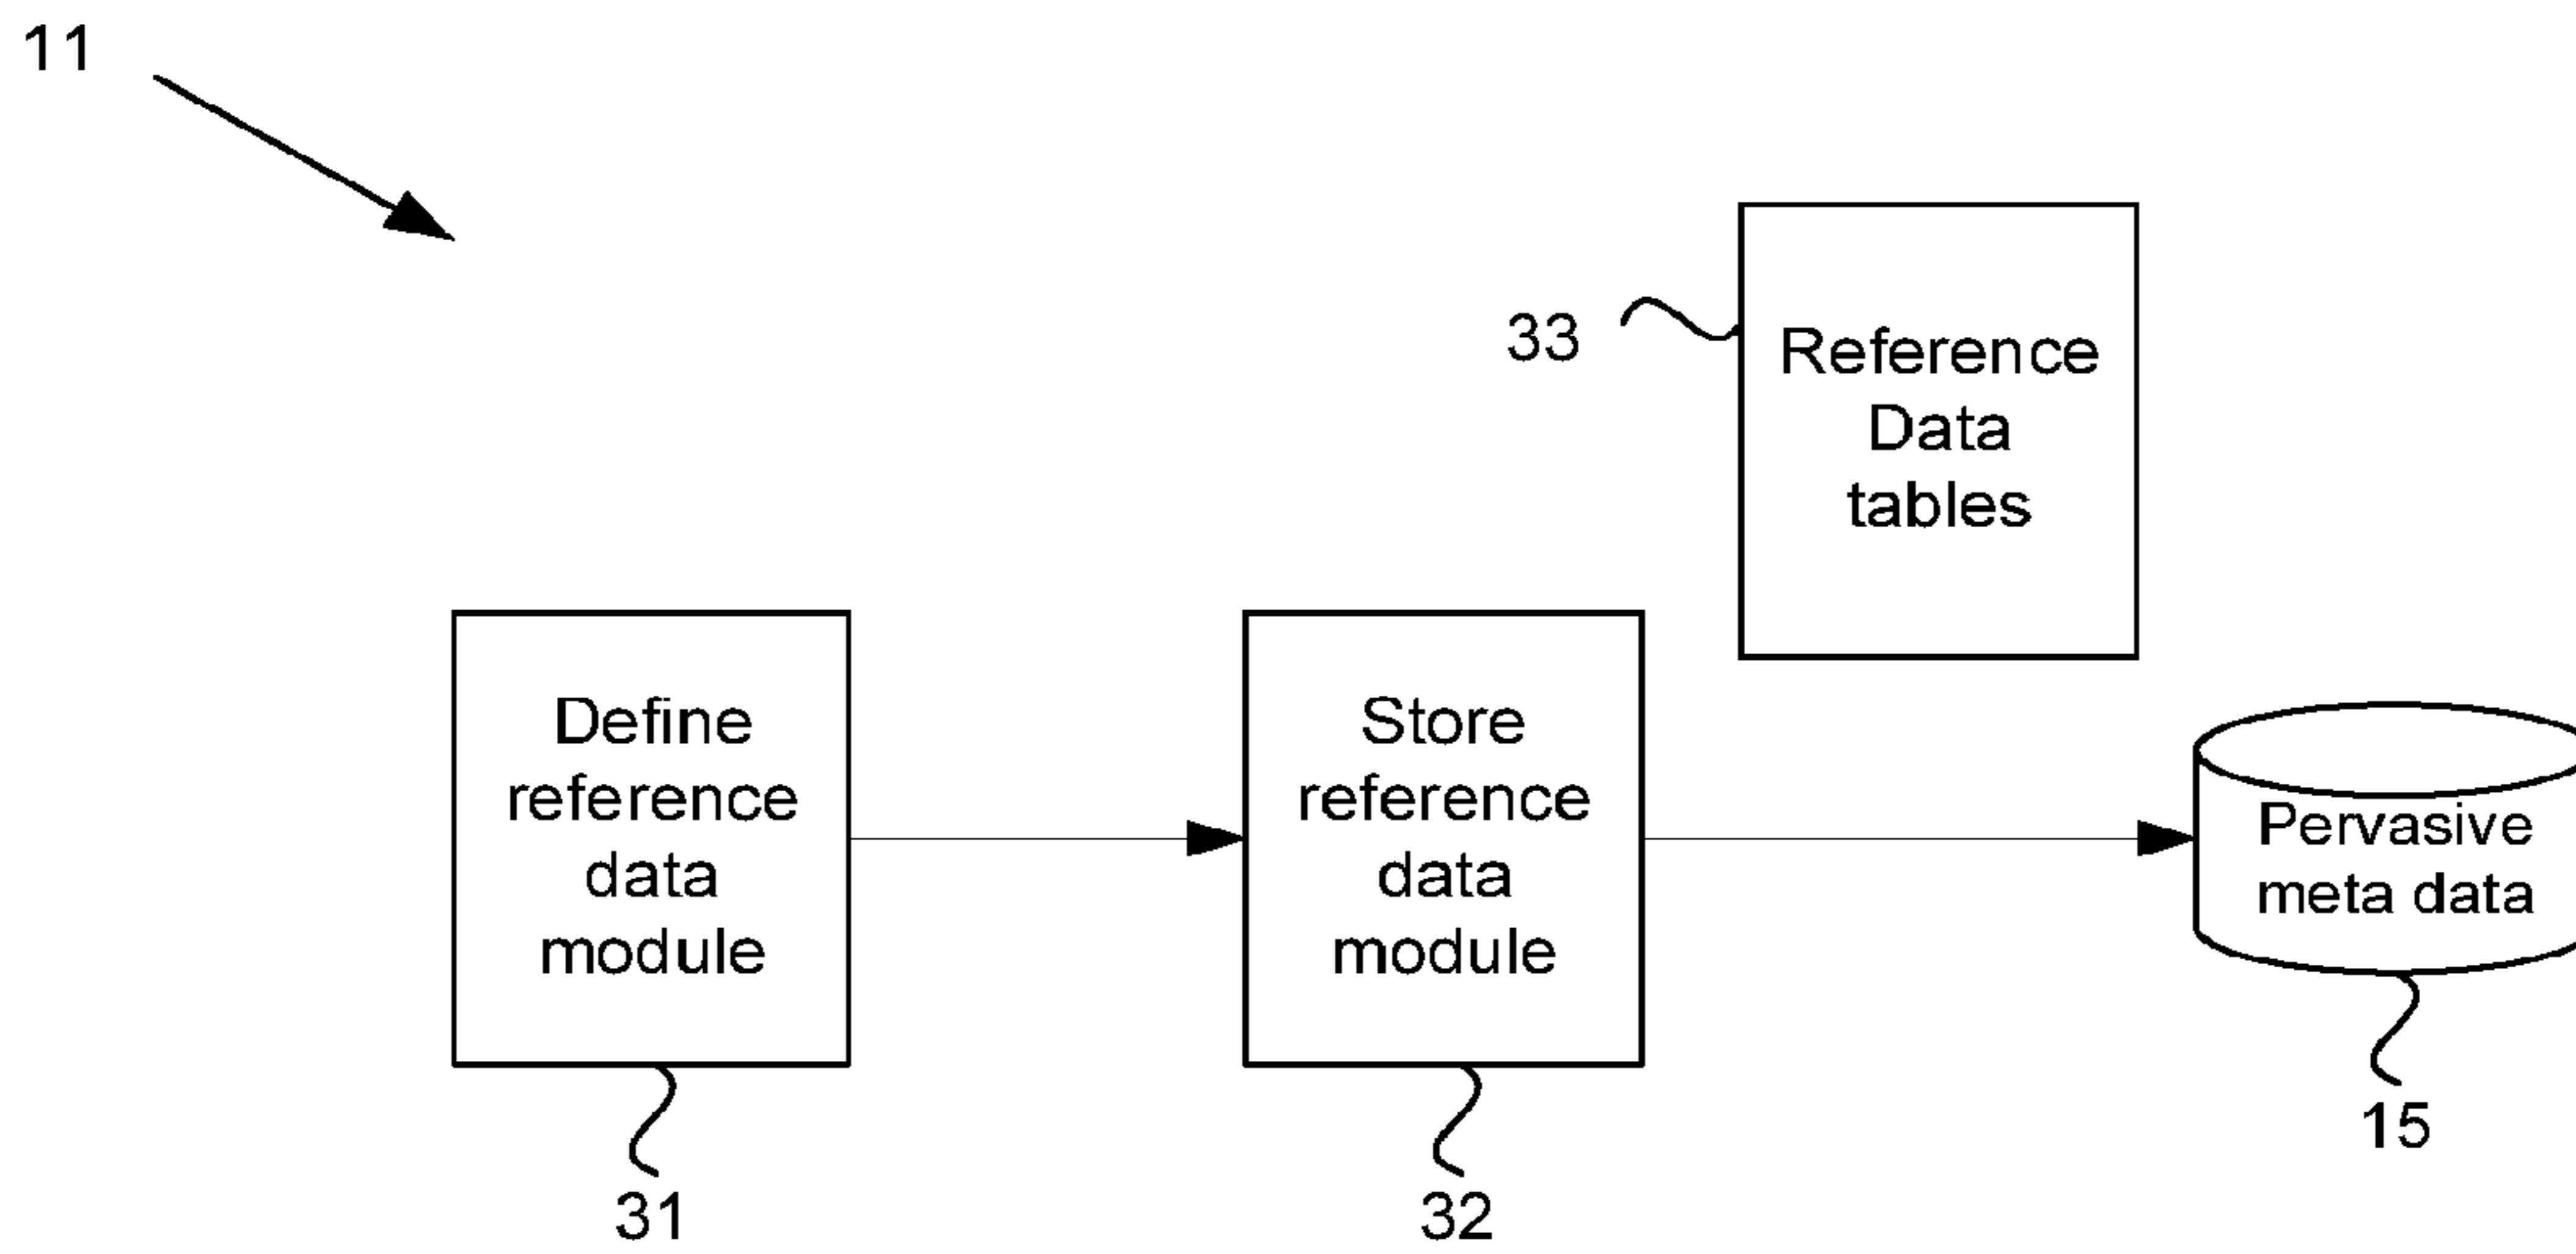 11
33
Reference
Data
tables
Define
reference
data
module
Store
reference
data
module
Pervasive
meta data
15
31
32